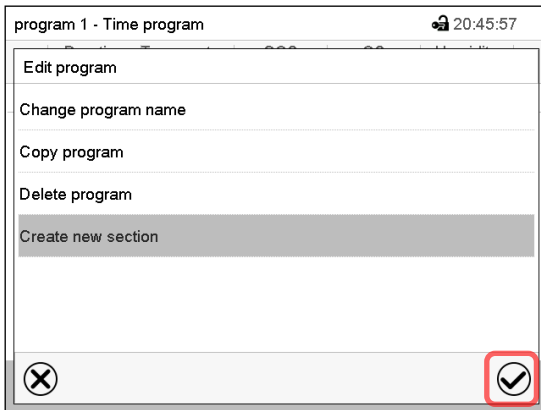 program 1 - Time program 20:45:57
Edit program
Change program name
Copy program
Delete program
Create new section